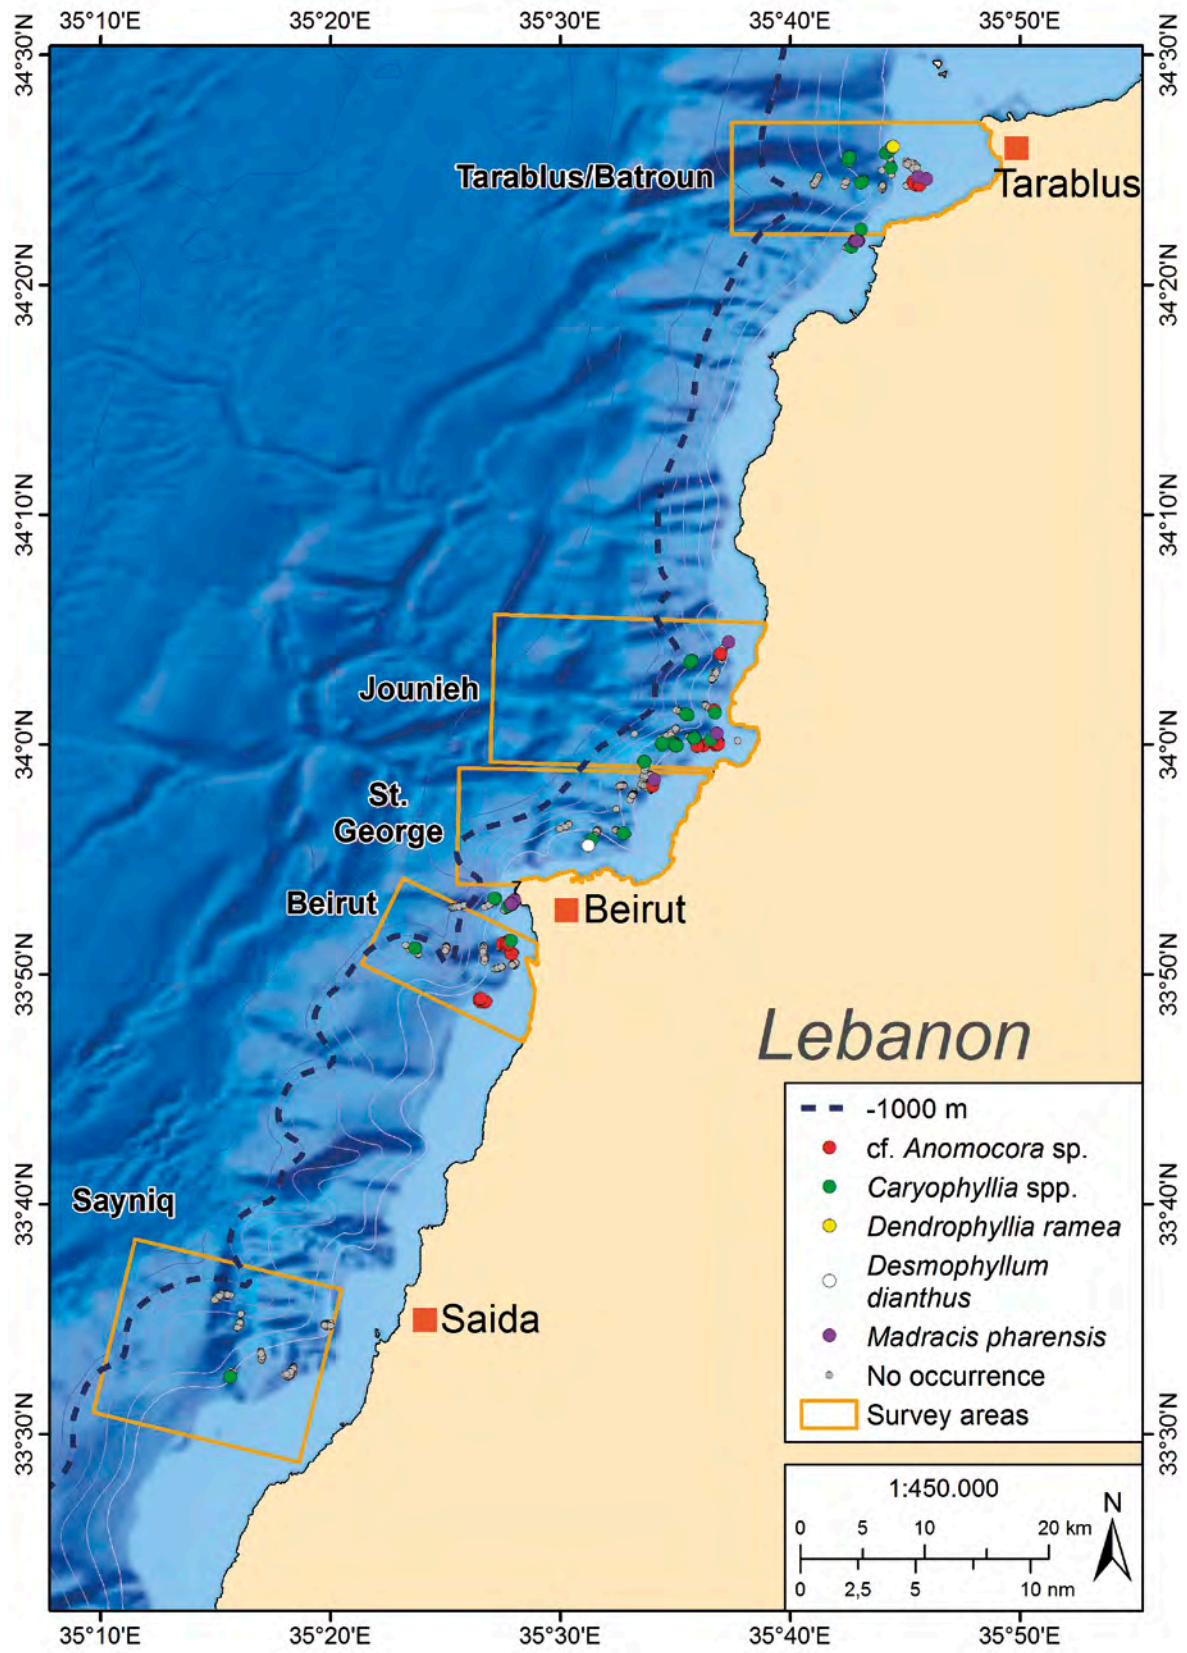 35°10'E 35°20'E 35°30'E 35°40'E 35°50'E
34°30'N 34°30'N
Tarablus/Batroun
Tarablus
34°20'N 34°20'N
34°10'N 34°10'N
Jounieh
34°0'N 34°0'N
St.
George
Beirut
Beirut
33°50'N 33°50'N
Lebanon
-1000 m
cf. Anomocora sp.
Caryophyllia spp.
Dendrophyllia ramea
Desmophyllum
dianthus
Madracis pharensis
No occurrence
Survey areas
33°40'N 33°40'N
Sayniq
Saida
33°30'N 33°30'N
1:450.000
N
0 5 10 20 km
0 2,5 5 10 nm
35°10'E 35°20'E 35°30'E 35°40'E 35°50'E